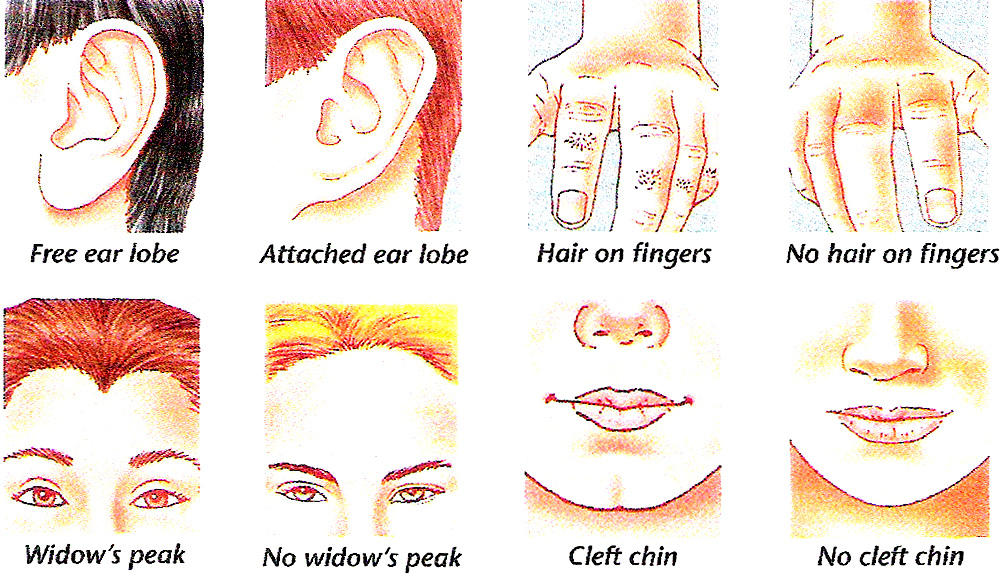 Free ear lobe
Attached ear lobe
Hair on fingers
No hair on fingers
Widow's peak
No widow's peak
Cleft chin
No cleft chin